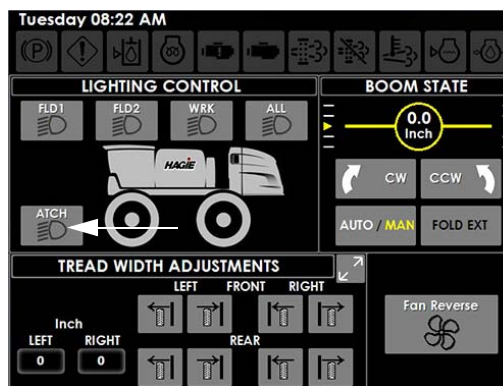 Tuesday 08:22 AM
LIGHTING CONTROL
FLD1 FLD2 WRK ALL
HAGIE
ATCH
BOOM STATE
0.0
Inch
CW CCW
AUTO / MAN FOLD EXT
TREAD WIDTH ADJUSTMENTS
LEFT FRONT RIGHT
Inch
LEFT RIGHT
0 0
REAR
Fan Reverse